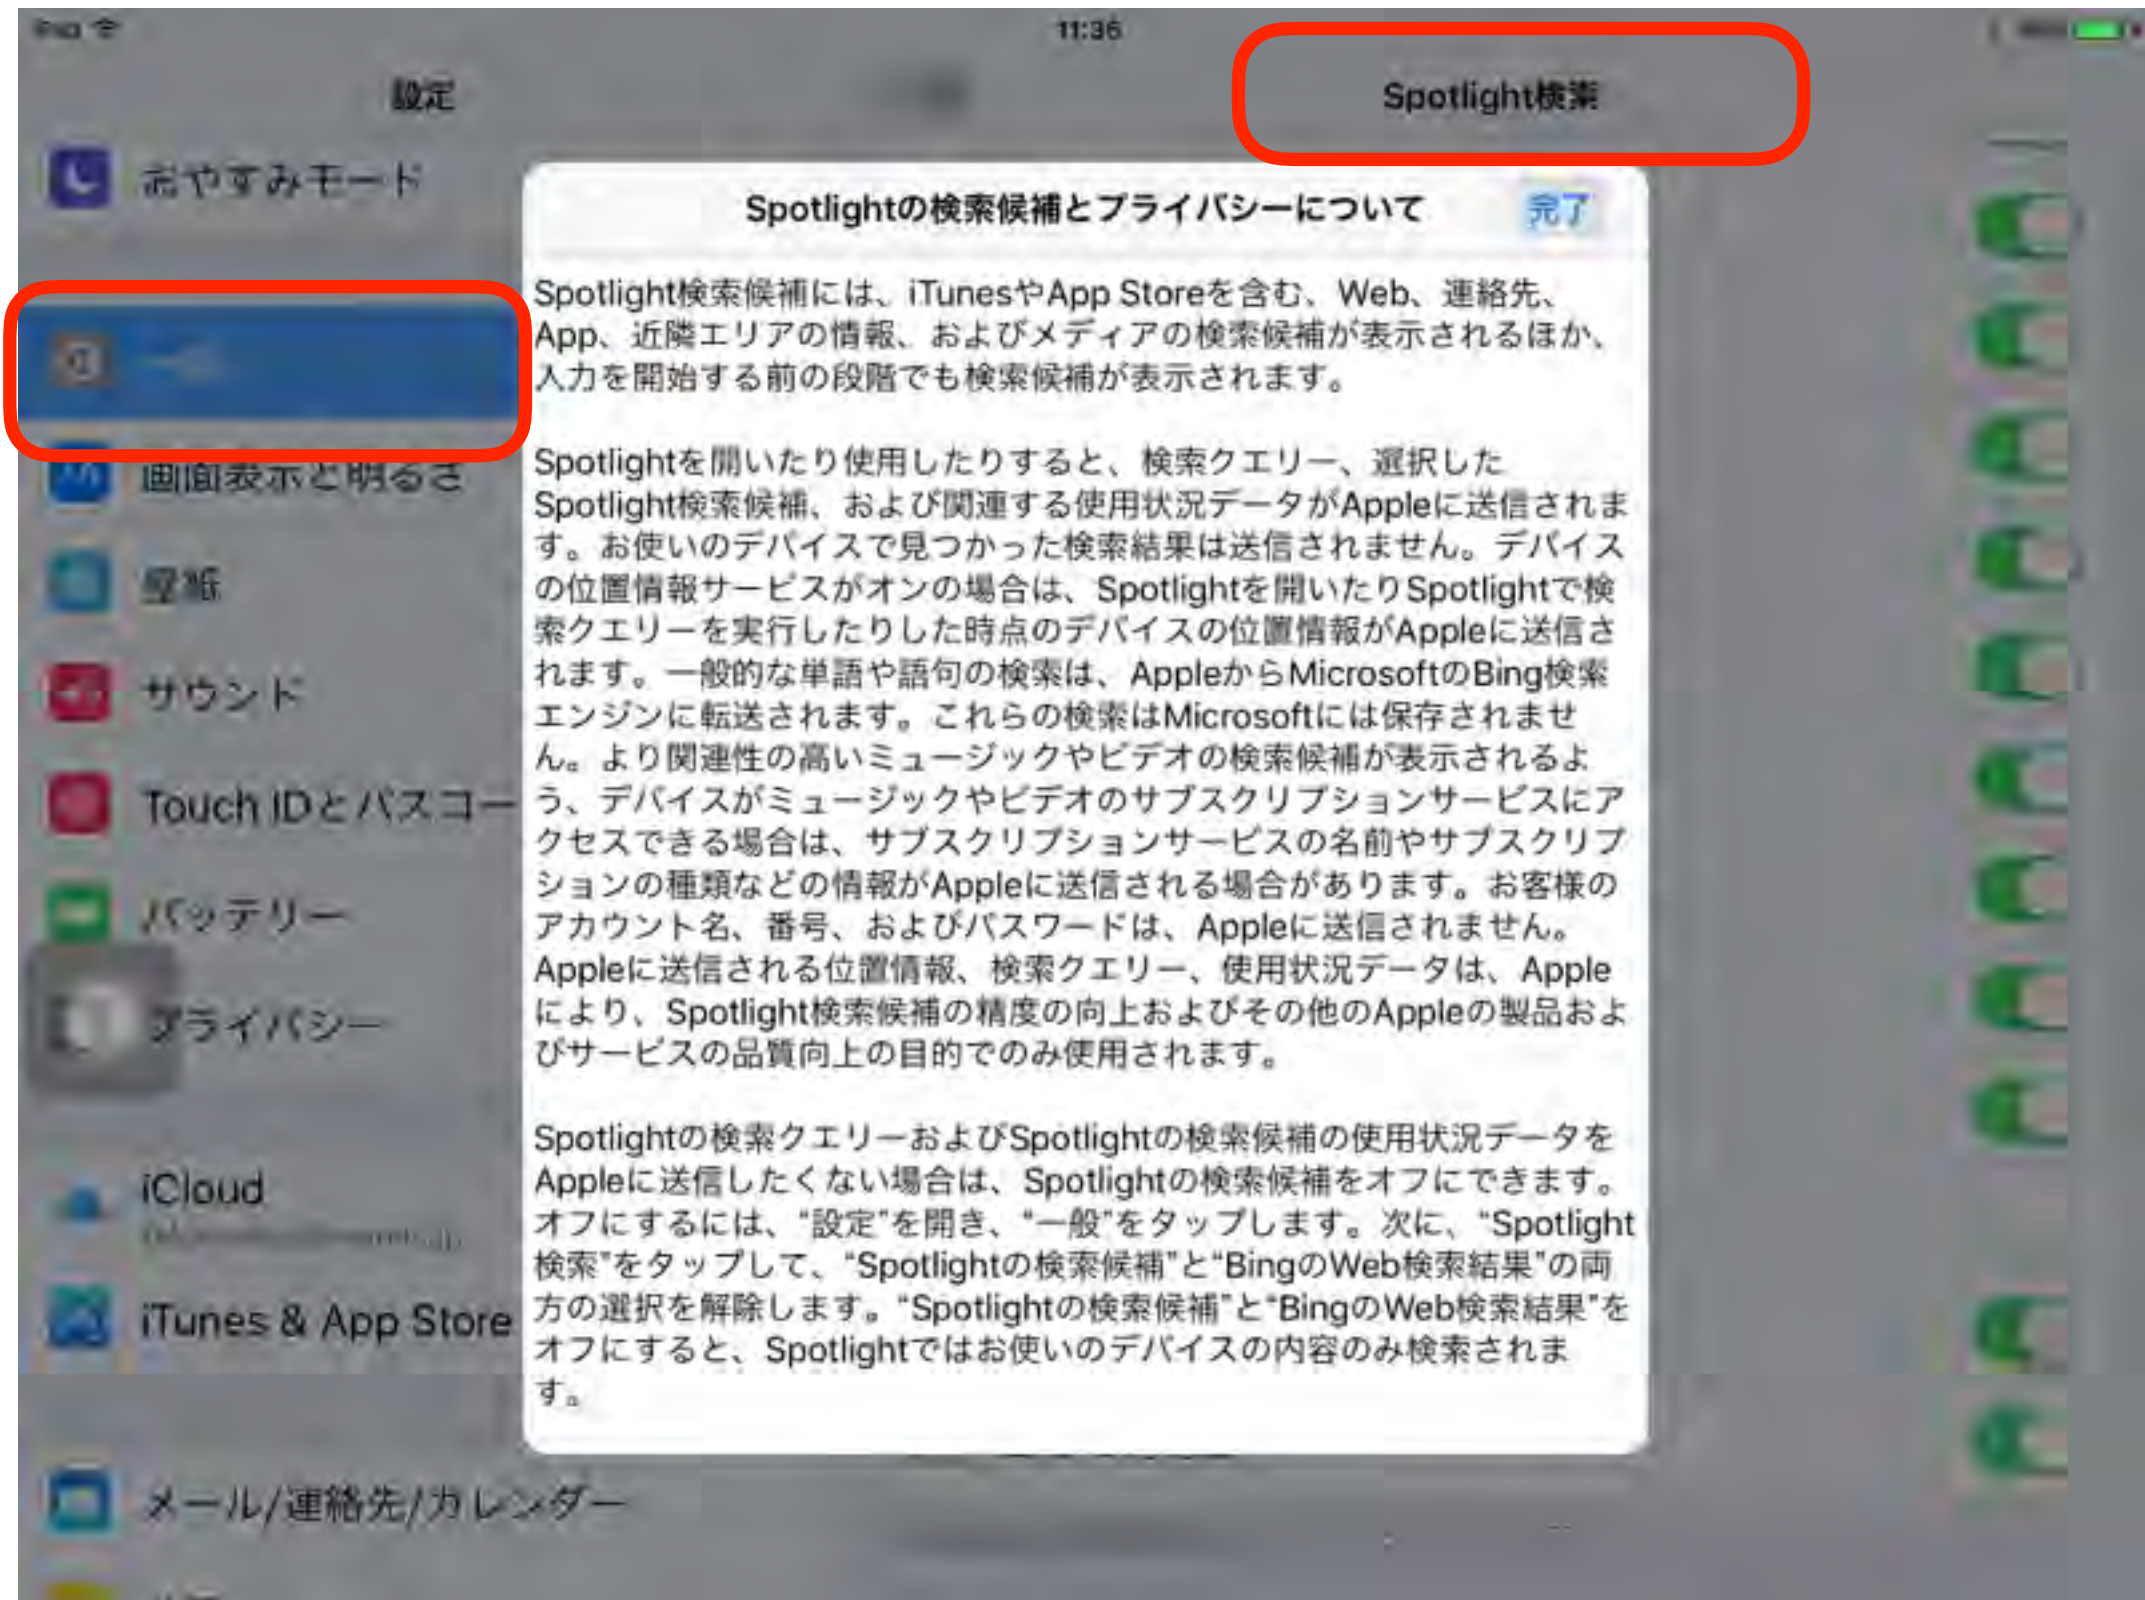 iPad
11:36
設定
Spotlight検索
おやすみモード
画面表示と明るさ
壁紙
サウンド
Touch IDとパスコー
バッテリー
プライバシー
iCloud
iTunes & App Store
メール/連絡先/カレンダー
Spotlightの検索候補とプライバシーについて
完了
Spotlight検索候補には、iTunesやApp Storeを含む、Web、連絡先、
App、近隣エリアの情報、およびメディアの検索候補が表示されるほか、
入力を開始する前の段階でも検索候補が表示されます。
Spotlightを開いたり使用したりすると、検索クエリー、選択した
Spotlight検索候補、および関連する使用状況データがAppleに送信されま
す。お使いのデバイスで見つかった検索結果は送信されません。デバイス
の位置情報サービスがオンの場合は、Spotlightを開いたりSpotlightで検
索クエリーを実行したりした時点のデバイスの位置情報がAppleに送信さ
れます。一般的な単語や語句の検索は、AppleからMicrosoftのBing検索
エンジンに転送されます。これらの検索はMicrosoftには保存されませ
ん。より関連性の高いミュージックやビデオの検索候補が表示されるよ
う、デバイスがミュージックやビデオのサブスクリプションサービスにア
クセスできる場合は、サブスクリプションサービスの名前やサブスクリプ
ションの種類などの情報がAppleに送信される場合があります。お客様の
アカウント名、番号、およびパスワードは、Appleに送信されません。
Appleに送信される位置情報、検索クエリー、使用状況データは、Apple
により、Spotlight検索候補の精度の向上およびその他のAppleの製品およ
びサービスの品質向上の目的でのみ使用されます。
Spotlightの検索クエリーおよびSpotlightの検索候補の使用状況データを
Appleに送信したくない場合は、Spotlightの検索候補をオフにできます。
オフにするには、“設定”を開き、“一般”をタップします。次に、“Spotlight
検索”をタップして、“Spotlightの検索候補”と“BingのWeb検索結果”の両
方の選択を解除します。“Spotlightの検索候補”と“BingのWeb検索結果”を
オフにすると、Spotlightではお使いのデバイスの内容のみ検索されま
す。